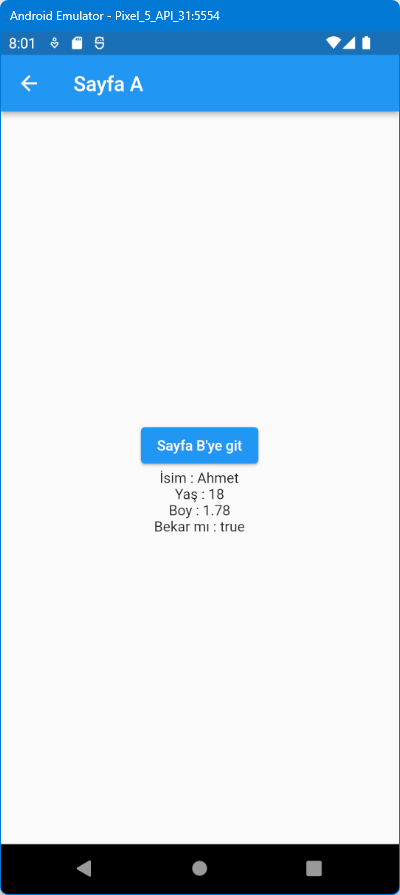 Android Emulator - Pixel_5_API_31:5554
8:01
Sayfa A
Sayfa B'ye git
İsim : Ahmet
Yaş : 18
Boy : 1.78
Bekar mı : true